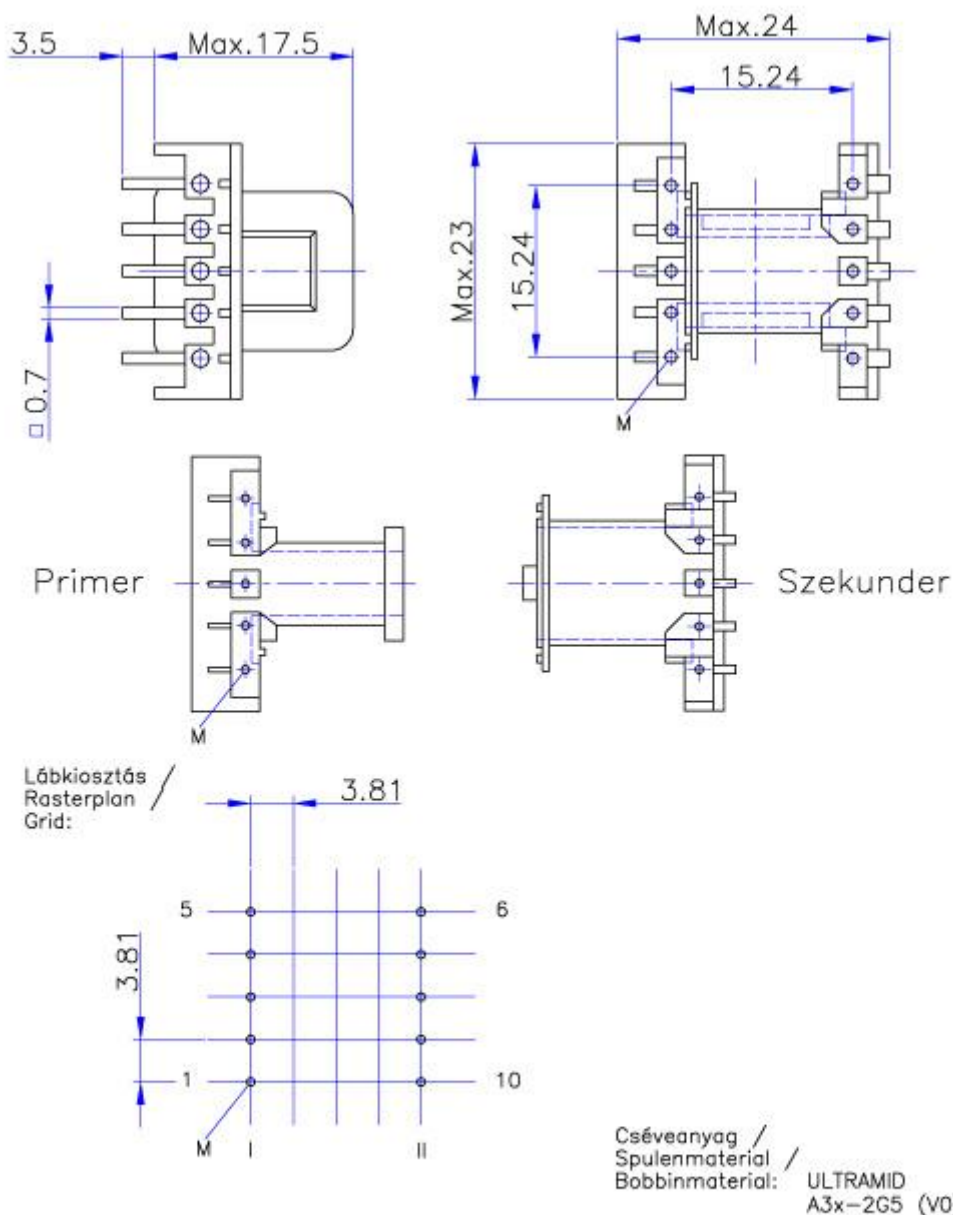 3.5
Max.17.5
Max.24
15.24
Max.23
15.24
□ 0.7
M
Primer
Szekunder
M
Lábkiosztás /
Rasterplan /
Grid:
3.81
5
6
3.81
1
10
M
I
II
Cséveanyag /
Spulenmaterial /
Bobbinmaterial: ULTRAMID
A3x-2G5 (V0